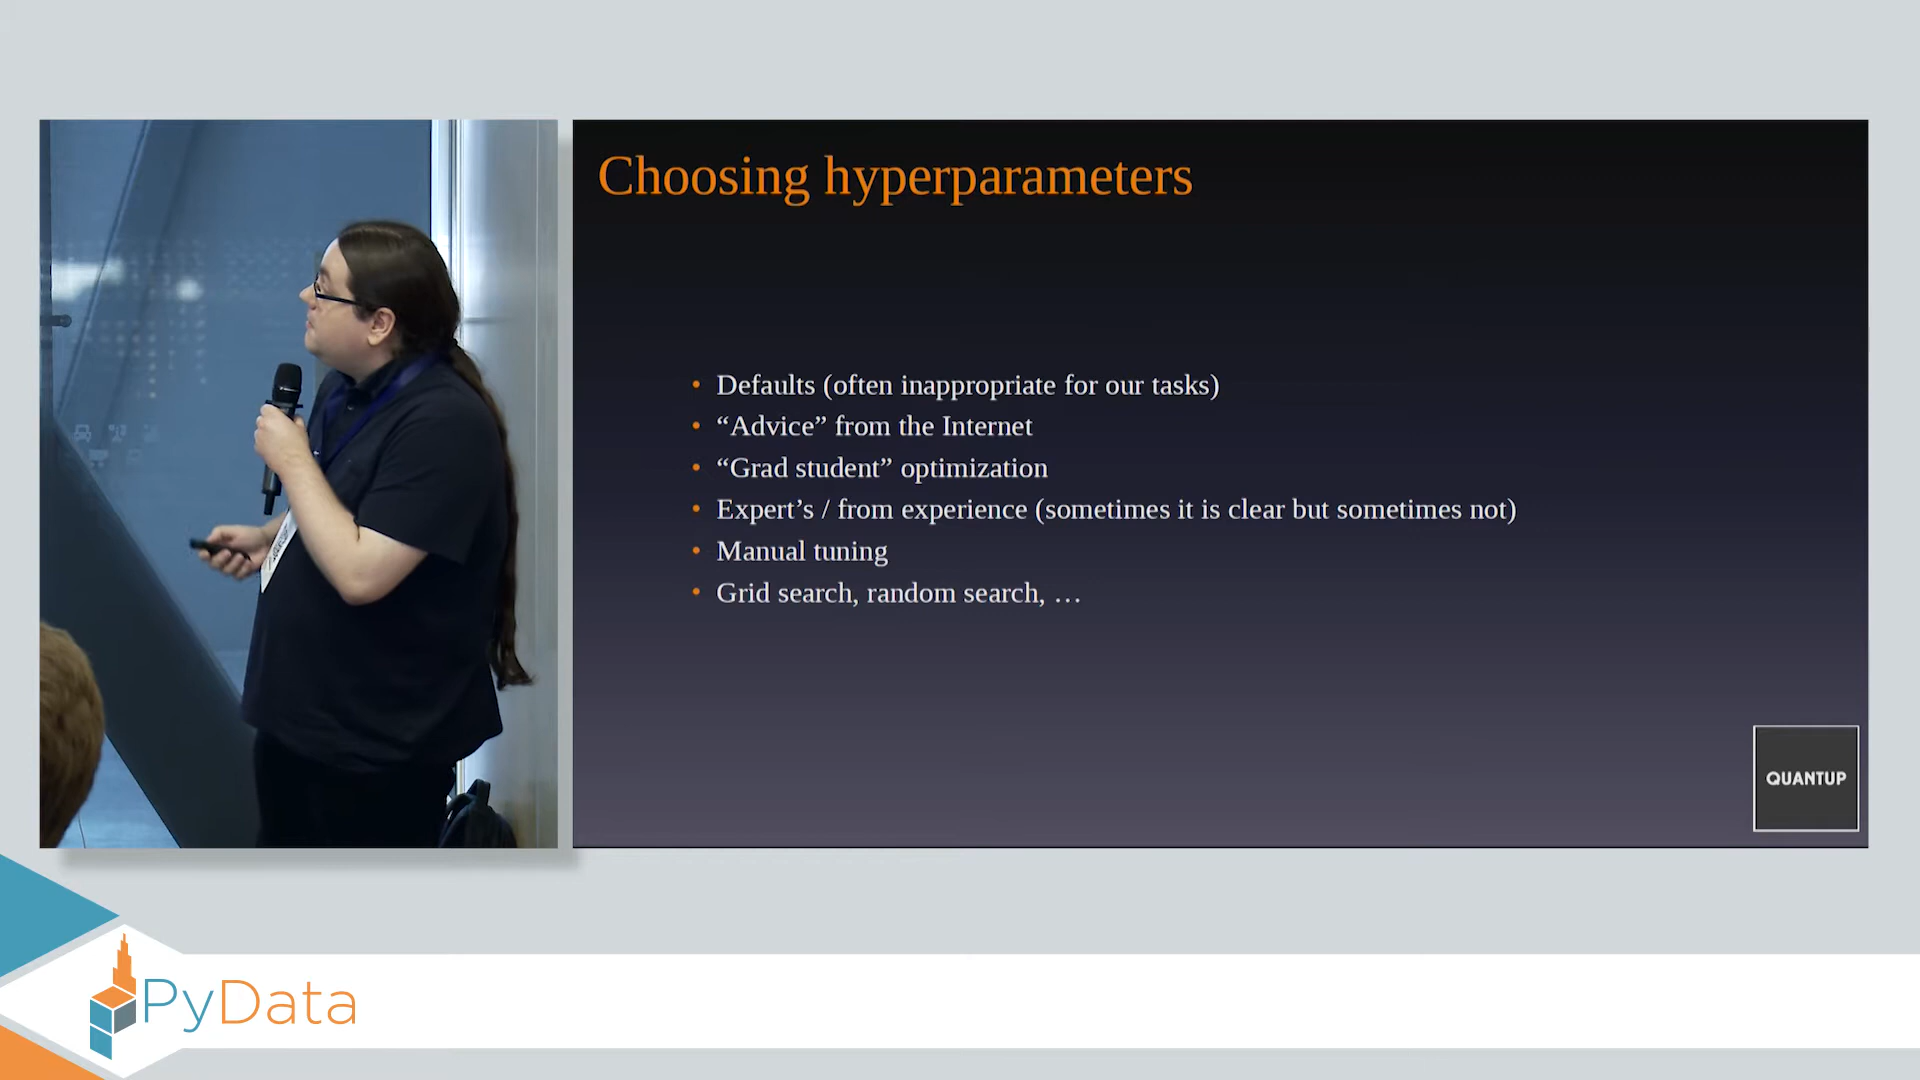 Choosing hyperparameters
• Defaults (often inappropriate for our tasks)
• “Advice” from the Internet
• “Grad student” optimization
• Expert’s / from experience (sometimes it is clear but sometimes not)
• Manual tuning
• Grid search, random search, …
QUANTUP
PyData